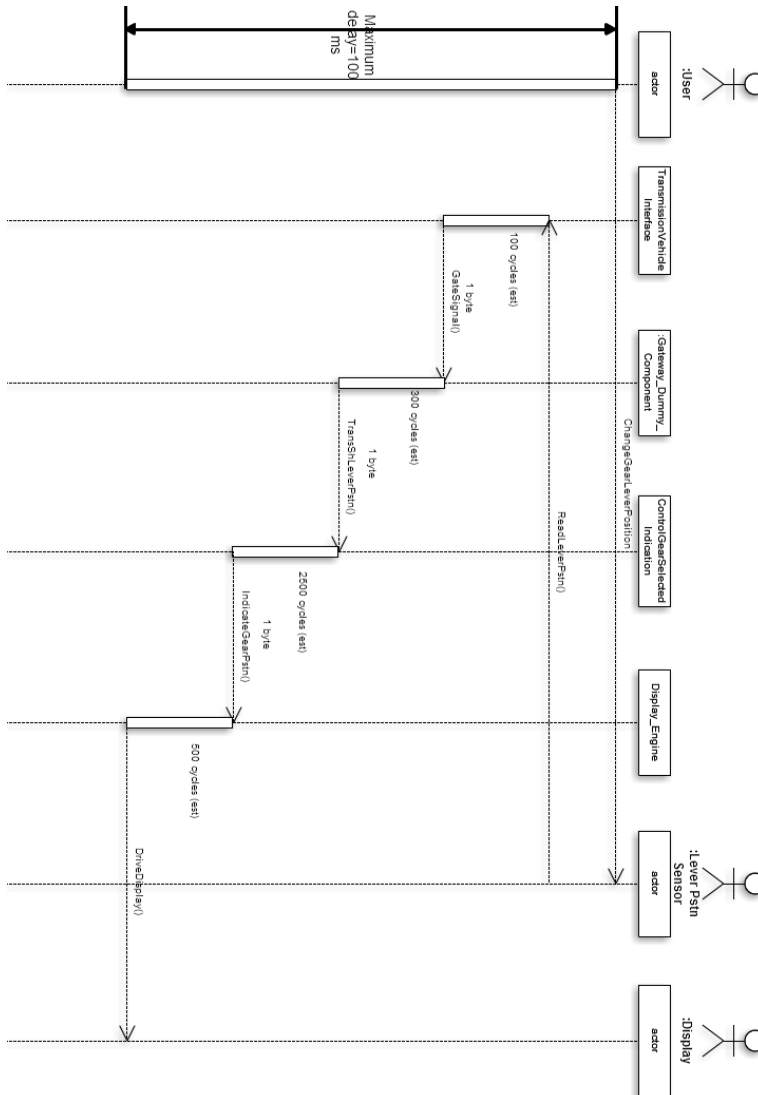 :User
actor
TransmissionVehicle
Interface
:Gateway_Dummy_
Component
ControlGearSelected
Indication
Display_Engine
:Lever Pstn
Sensor
actor
:Display
actor
ChangeGearLeverPosition
ReadLeverPstn()
100 cycles (est)
1 byte
GateSignal()
300 cycles (est)
1 byte
TransShLeverPstn()
2500 cycles (est)
1 byte
IndicateGearPstn()
500 cycles (est)
DriveDisplay()
Maximum
delay=100
ms